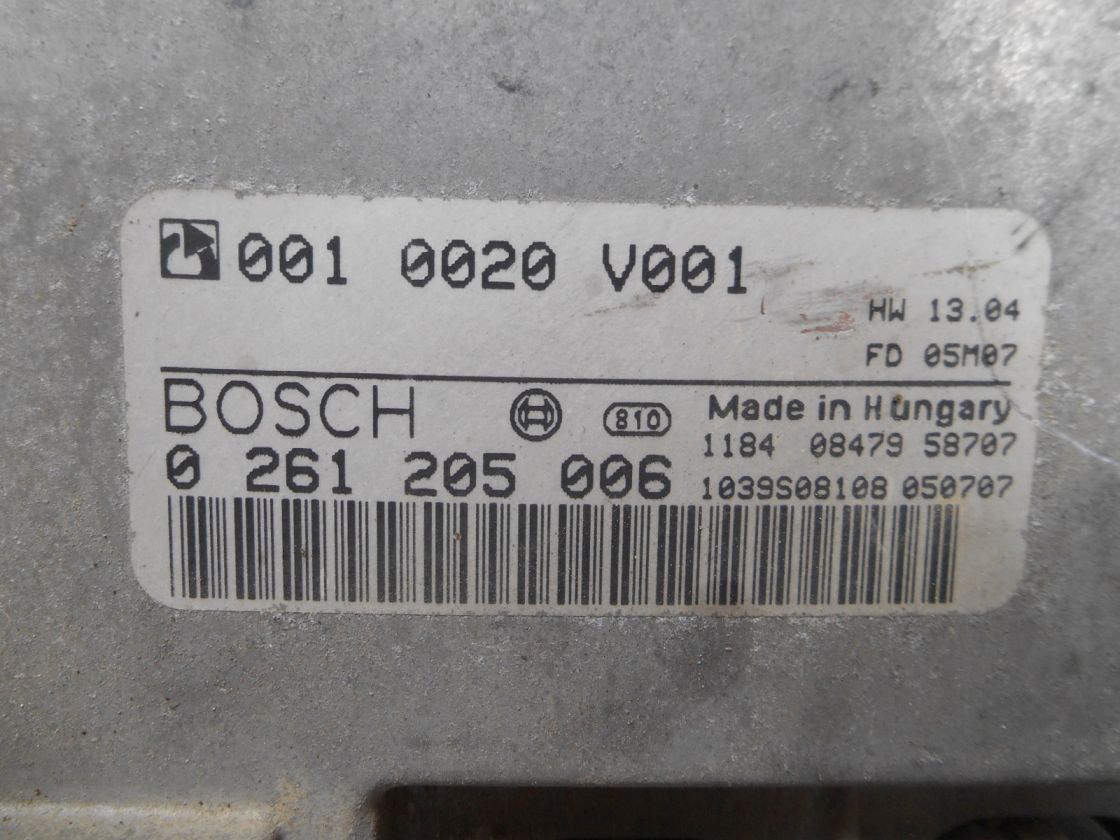 001 0020 V001
HW 13.04
FD 05M07
BOSCH 810 Made in Hungary
1184 08479 58707
0 261 205 006
1039S08108 050707